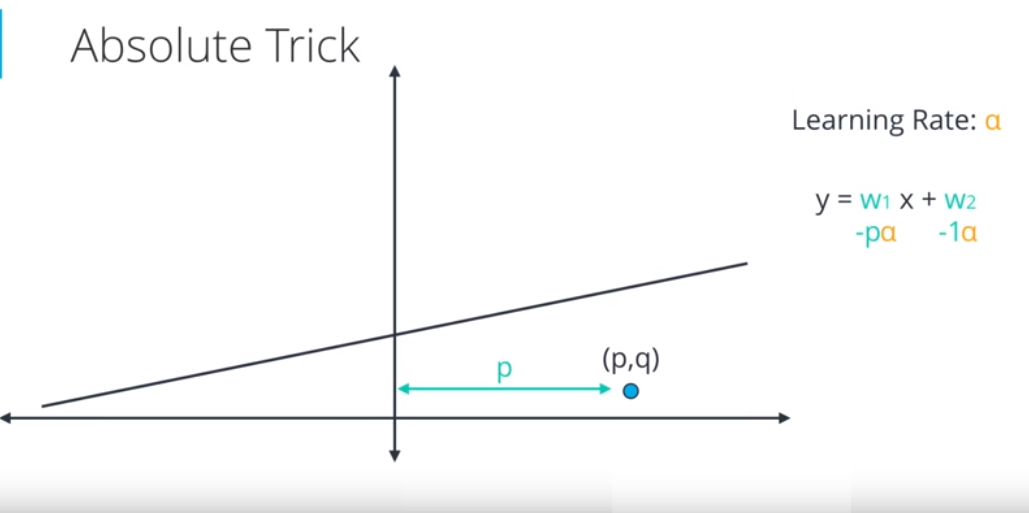 Absolute Trick
Learning Rate: α
y = w1 x + w2
-pα -1α
(p,q)
p